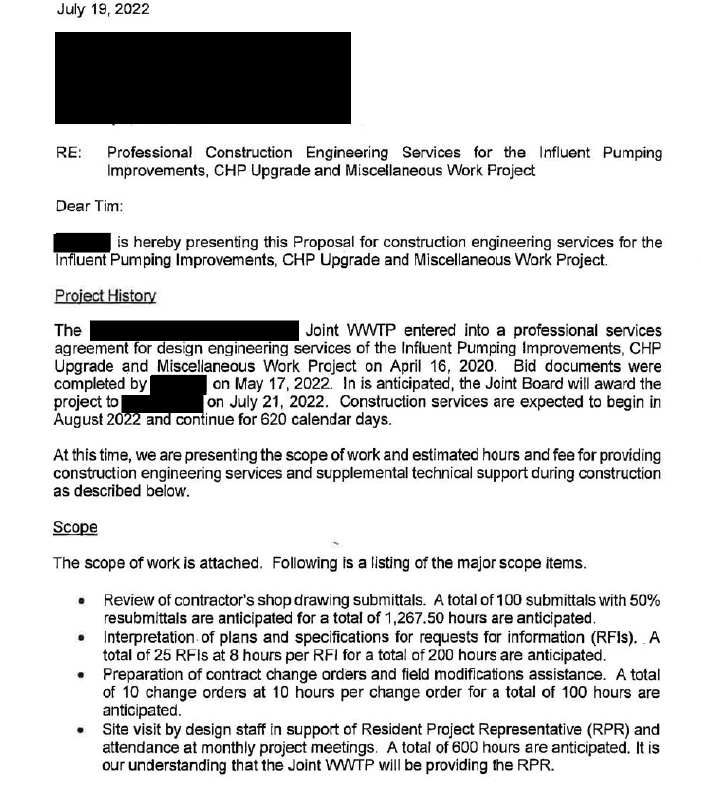 July 19, 2022
RE: Professional Construction Engineering Services for the Influent Pumping
Improvements, CHP Upgrade and Miscellaneous Work Project
Dear Tim:
is hereby presenting this Proposal for construction engineering services for the
Influent Pumping Improvements, CHP Upgrade and Miscellaneous Work Project.
Project History
The Joint WWTP entered into a professional services
agreement for design engineering services of the Influent Pumping Improvements, CHP
Upgrade and Miscellaneous Work Project on April 16, 2020. Bid documents were
completed by on May 17, 2022. In is anticipated, the Joint Board will award the
project to on July 21, 2022. Construction services are expected to begin in
August 2022 and continue for 620 calendar days.
At this time, we are presenting the scope of work and estimated hours and fee for providing
construction engineering services and supplemental technical support during construction
as described below.
Scope
The scope of work is attached. Following is a listing of the major scope items.
• Review of contractor's shop drawing submittals. A total of 100 submittals with 50%
resubmittals are anticipated for a total of 1,267.50 hours are anticipated.
• Interpretation of plans and specifications for requests for information (RFIs). A
total of 25 RFIs at 8 hours per RFI for a total of 200 hours are anticipated.
• Preparation of contract change orders and field modifications assistance. A total
of 10 change orders at 10 hours per change order for a total of 100 hours are
anticipated.
• Site visit by design staff in support of Resident Project Representative (RPR) and
attendance at monthly project meetings. A total of 600 hours are anticipated. It is
our understanding that the Joint WWTP will be providing the RPR.